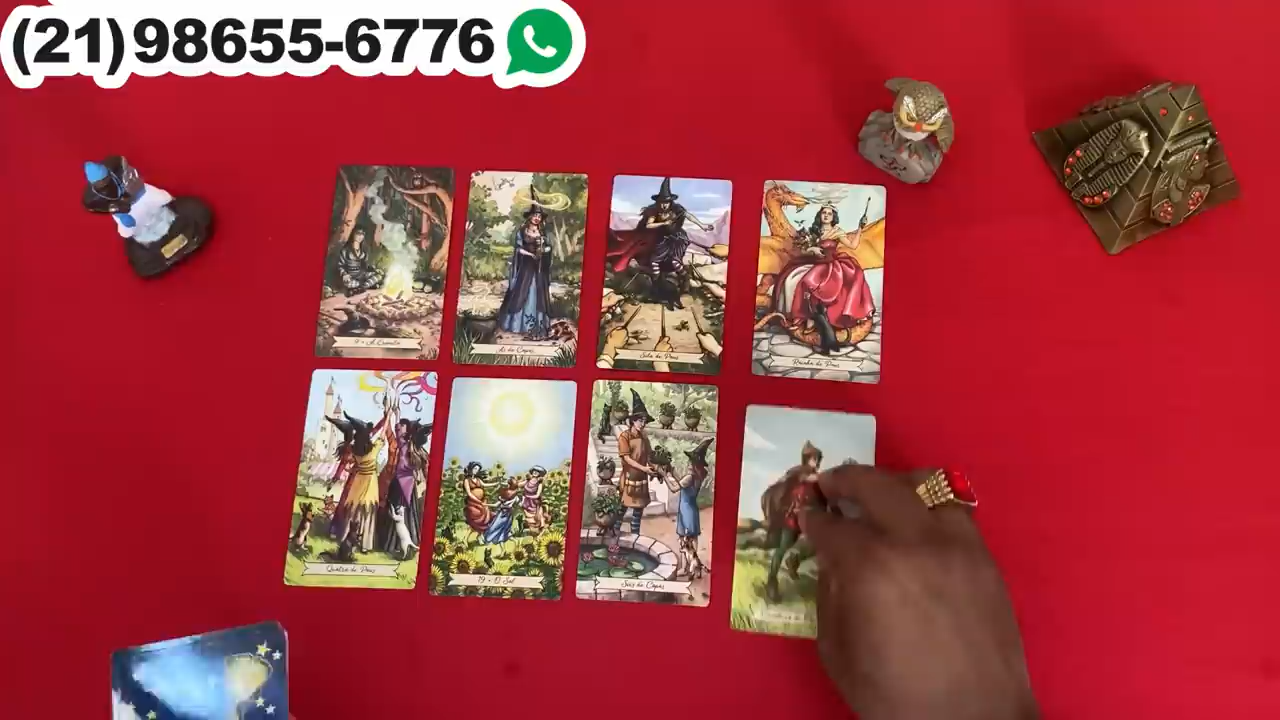 (21)98655-6776
9 - A Eremita
Ás de Copas
Sete de Paus
Rainha de Paus
Quatro de Paus
19 - O Sol
Seis de Copas